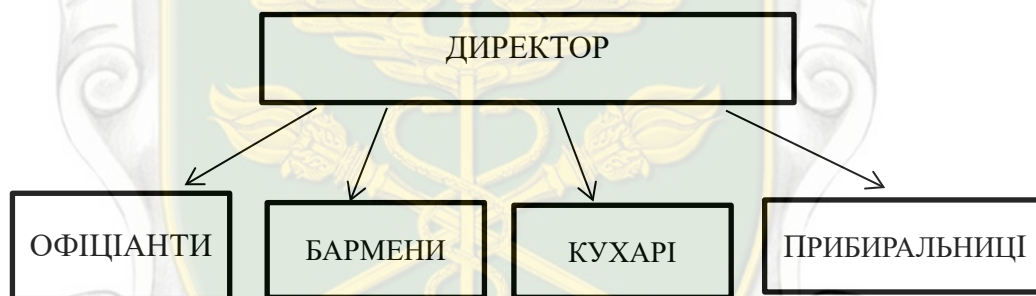 ДИРЕКТОР
ОФІЦІАНТИ
БАРМЕНИ
КУХАРІ
ПРИБИРАЛЬНИЦІ